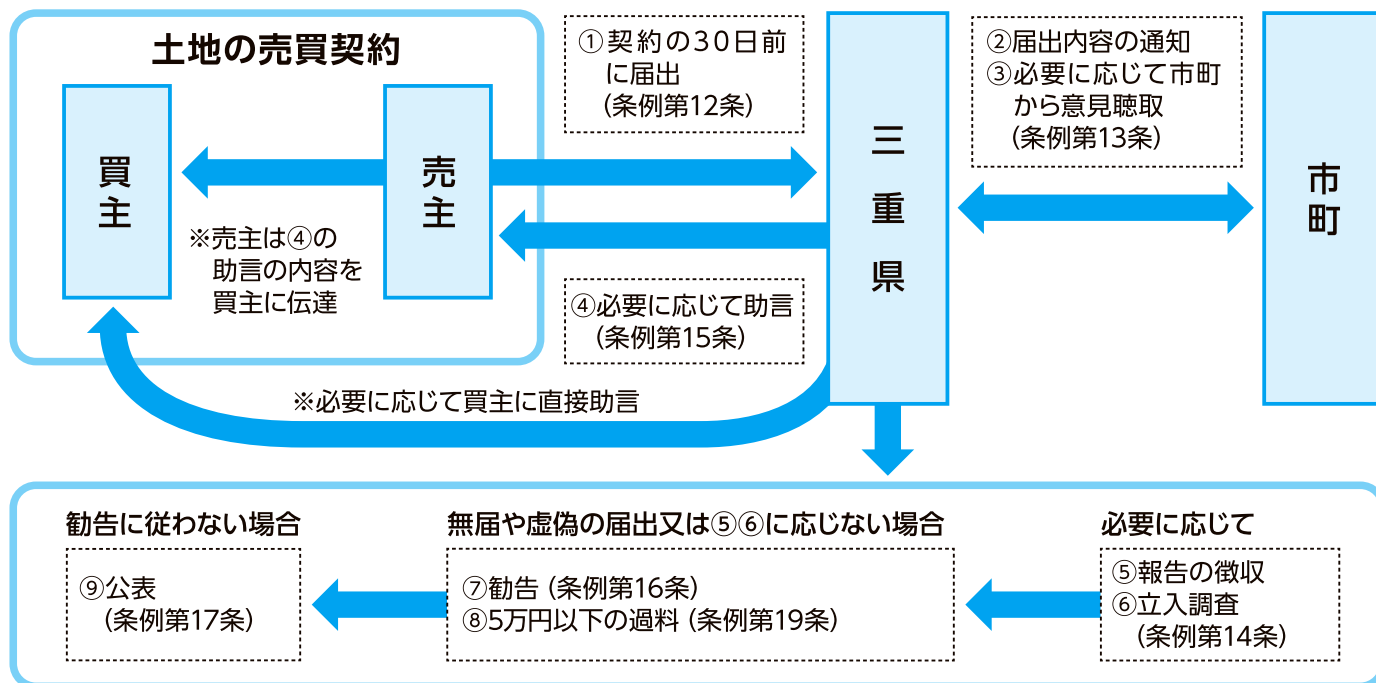 土地の売買契約
買主
売主
※売主は④の
助言の内容を
買主に伝達
①契約の30日前
に届出
(条例第12条)
④必要に応じて助言
(条例第15条)
※必要に応じて買主に直接助言
三重県
②届出内容の通知
③必要に応じて市町
から意見聴取
(条例第13条)
市町
勧告に従わない場合
⑨公表
(条例第17条)
無届や虚偽の届出又は⑤⑥に応じない場合
⑦勧告(条例第16条)
⑧5万円以下の過料(条例第19条)
必要に応じて
⑤報告の徴収
⑥立入調査
(条例第14条)